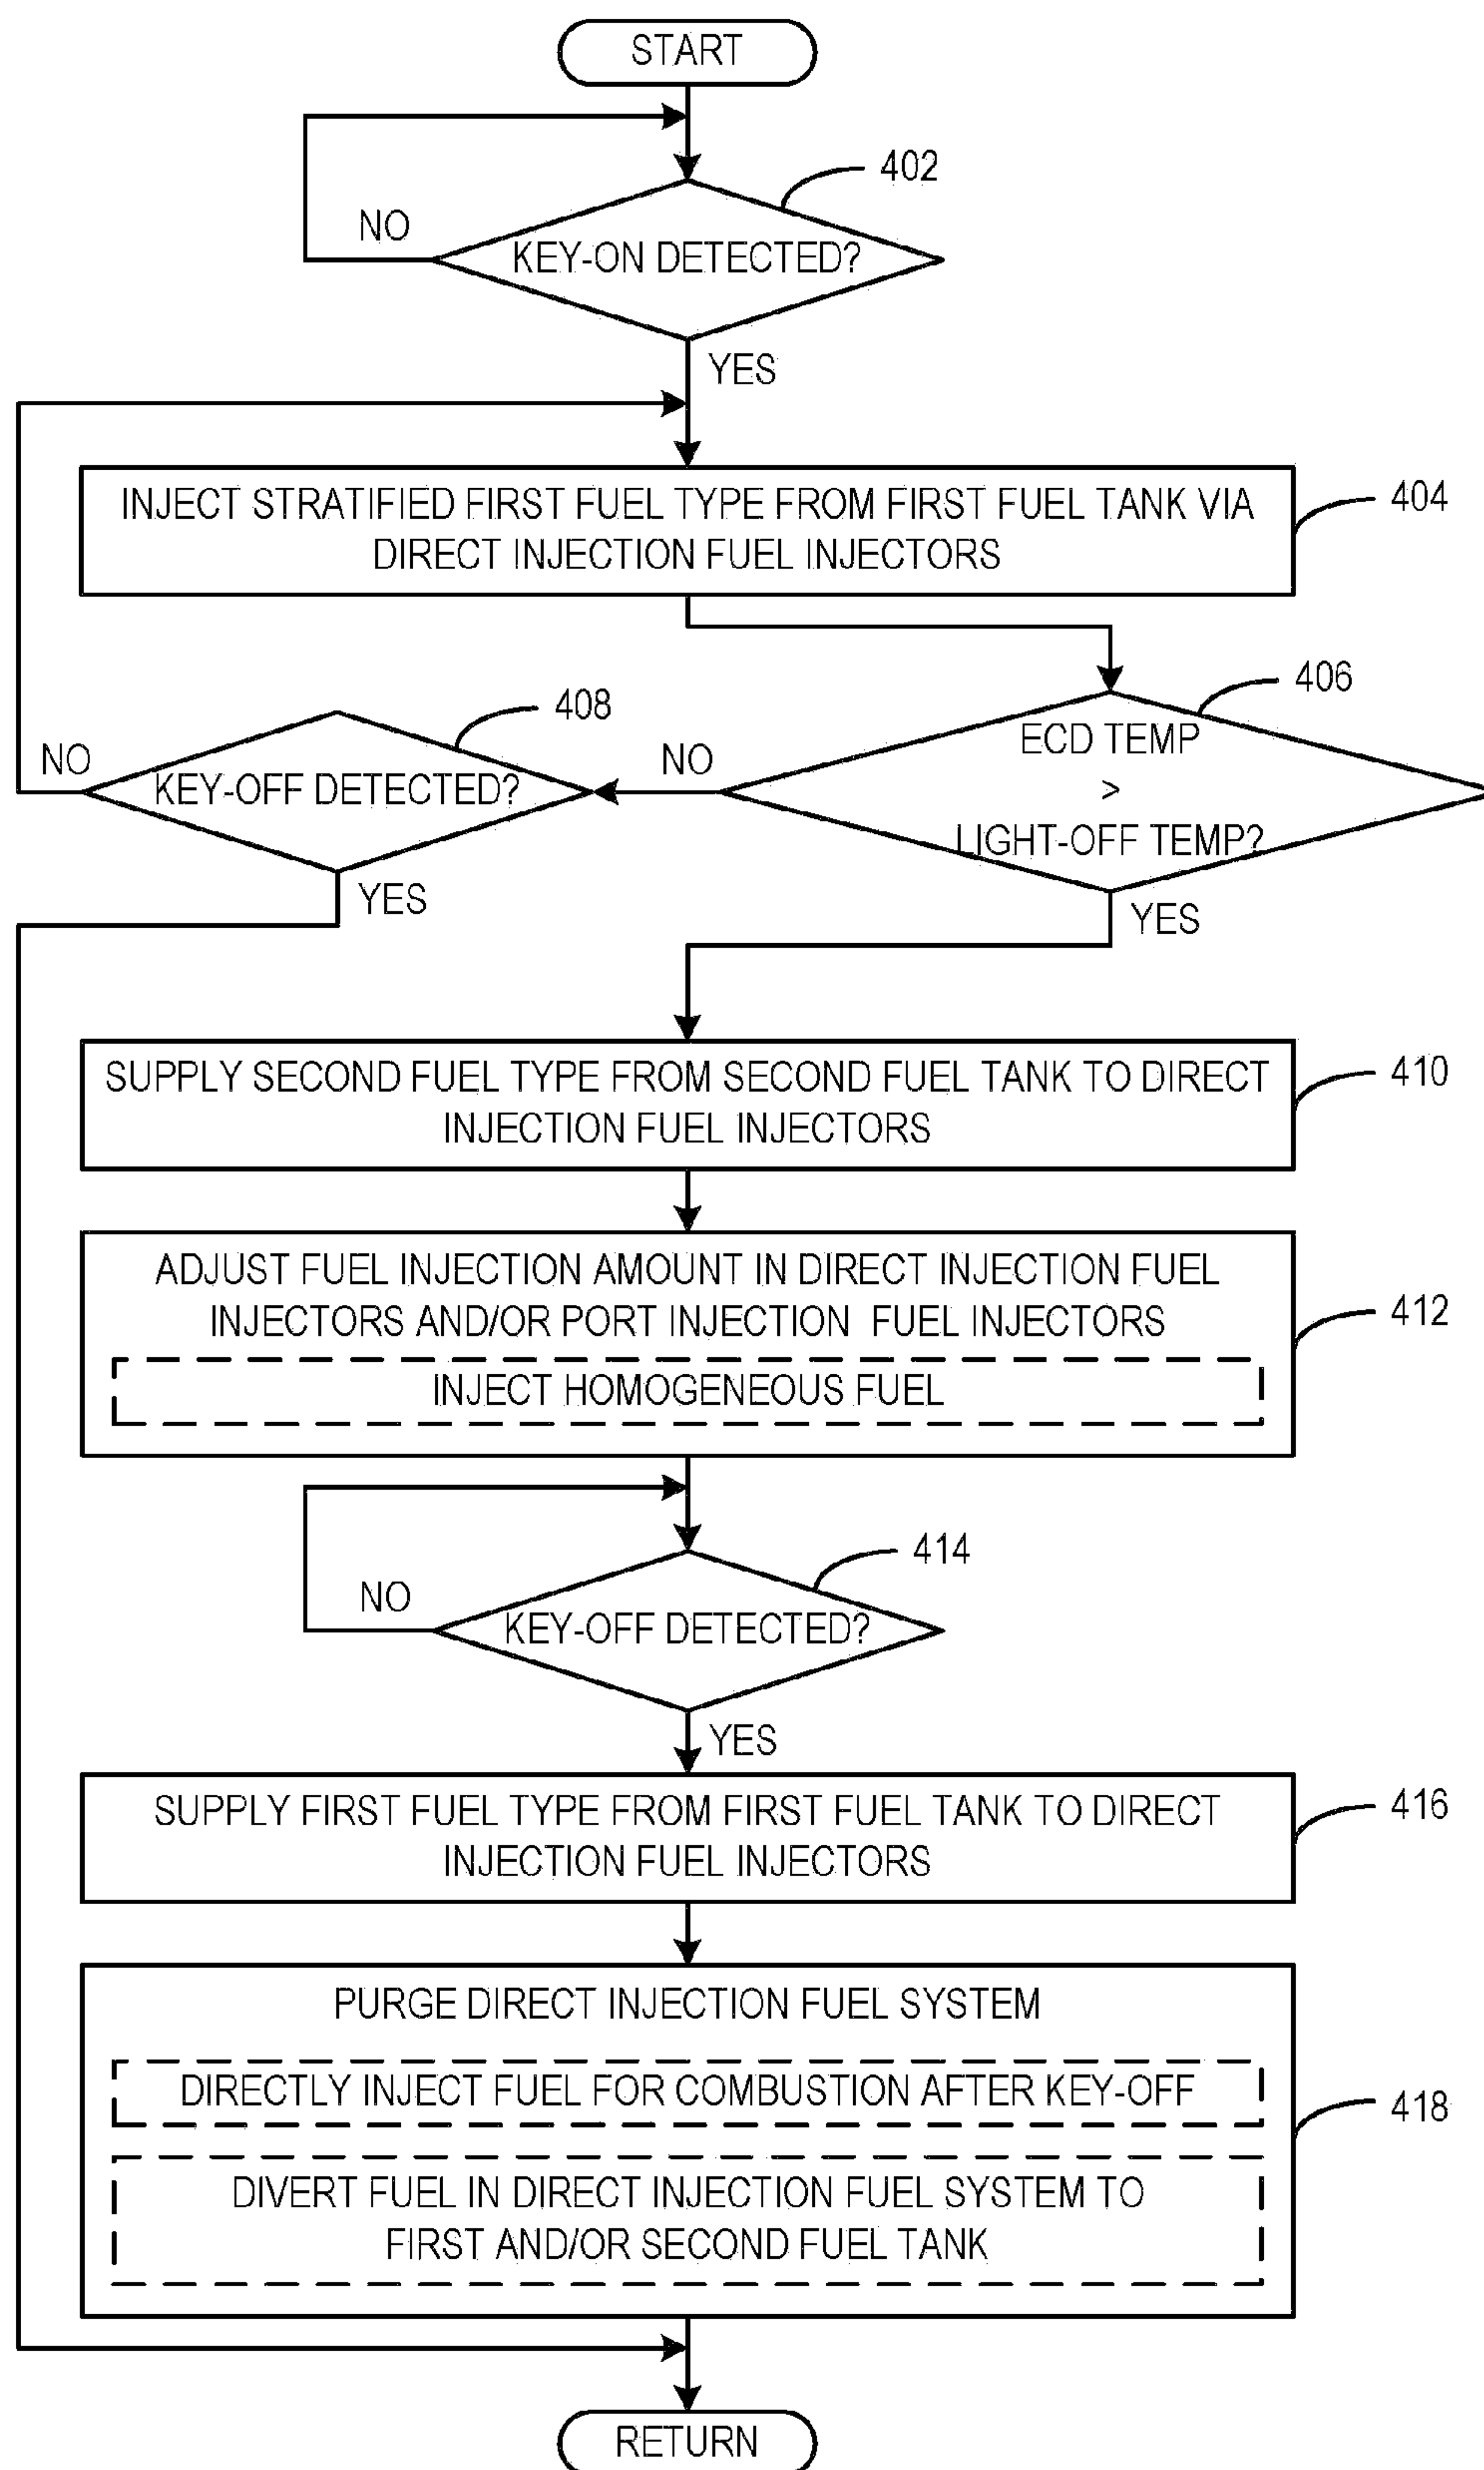 START
402
NO
KEY-ON DETECTED?
YES
INJECT STRATIFIED FIRST FUEL TYPE FROM FIRST FUEL TANK VIA
DIRECT INJECTION FUEL INJECTORS
404
406
408
ECD TEMP
>
LIGHT-OFF TEMP?
NO
KEY-OFF DETECTED?
NO
YES
YES
SUPPLY SECOND FUEL TYPE FROM SECOND FUEL TANK TO DIRECT
INJECTION FUEL INJECTORS
410
ADJUST FUEL INJECTION AMOUNT IN DIRECT INJECTION FUEL
INJECTORS AND/OR PORT INJECTION FUEL INJECTORS
412
INJECT HOMOGENEOUS FUEL
414
NO
KEY-OFF DETECTED?
YES
SUPPLY FIRST FUEL TYPE FROM FIRST FUEL TANK TO DIRECT
INJECTION FUEL INJECTORS
416
PURGE DIRECT INJECTION FUEL SYSTEM
DIRECTLY INJECT FUEL FOR COMBUSTION AFTER KEY-OFF
418
DIVERT FUEL IN DIRECT INJECTION FUEL SYSTEM TO
FIRST AND/OR SECOND FUEL TANK
RETURN